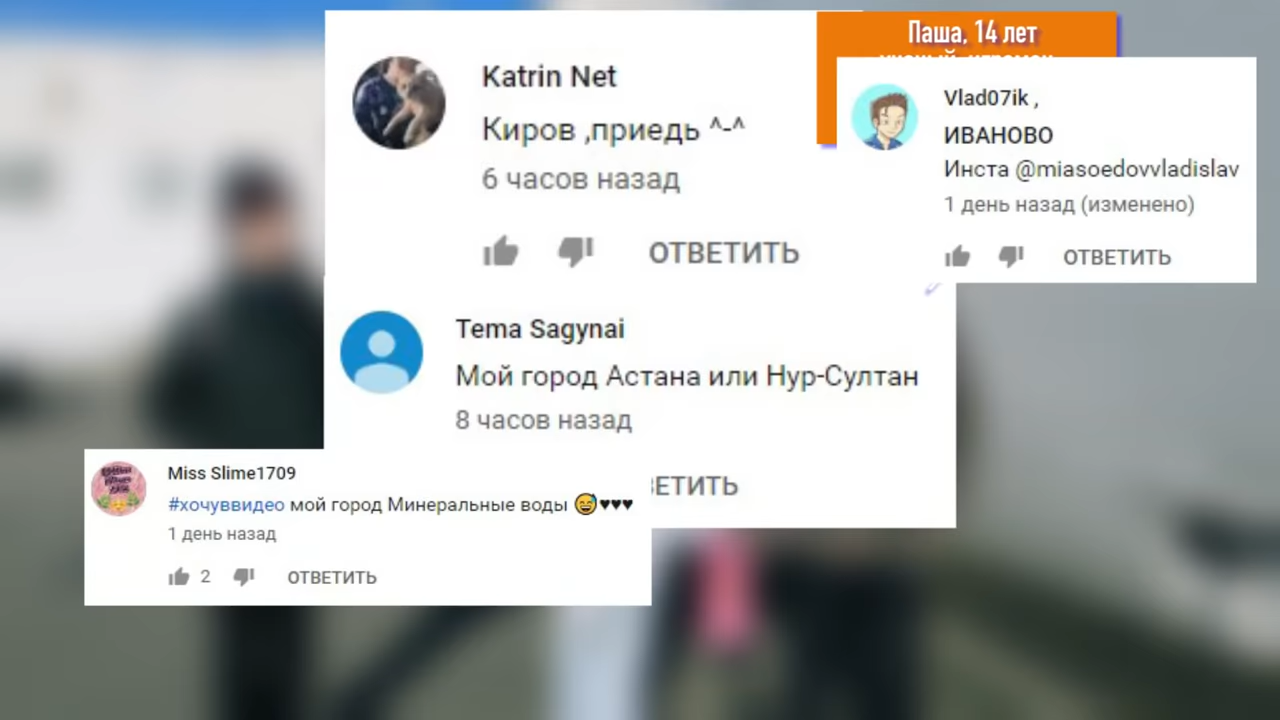 Katrin Net
Киров ,приедь ^-^
6 часов назад
ОТВЕТИТЬ
Паша, 14 лет
Vlad07ik ,
ИВАНОВО
Инста @miasoedovvladislav
1 день назад (изменено)
ОТВЕТИТЬ
Tema Sagynai
Мой город Астана или Нур-Султан
8 часов назад
ВЕТИТЬ
Miss Slime1709
#хочуввидео мой город Минеральные воды 😅♥♥♥
1 день назад
2
ОТВЕТИТЬ